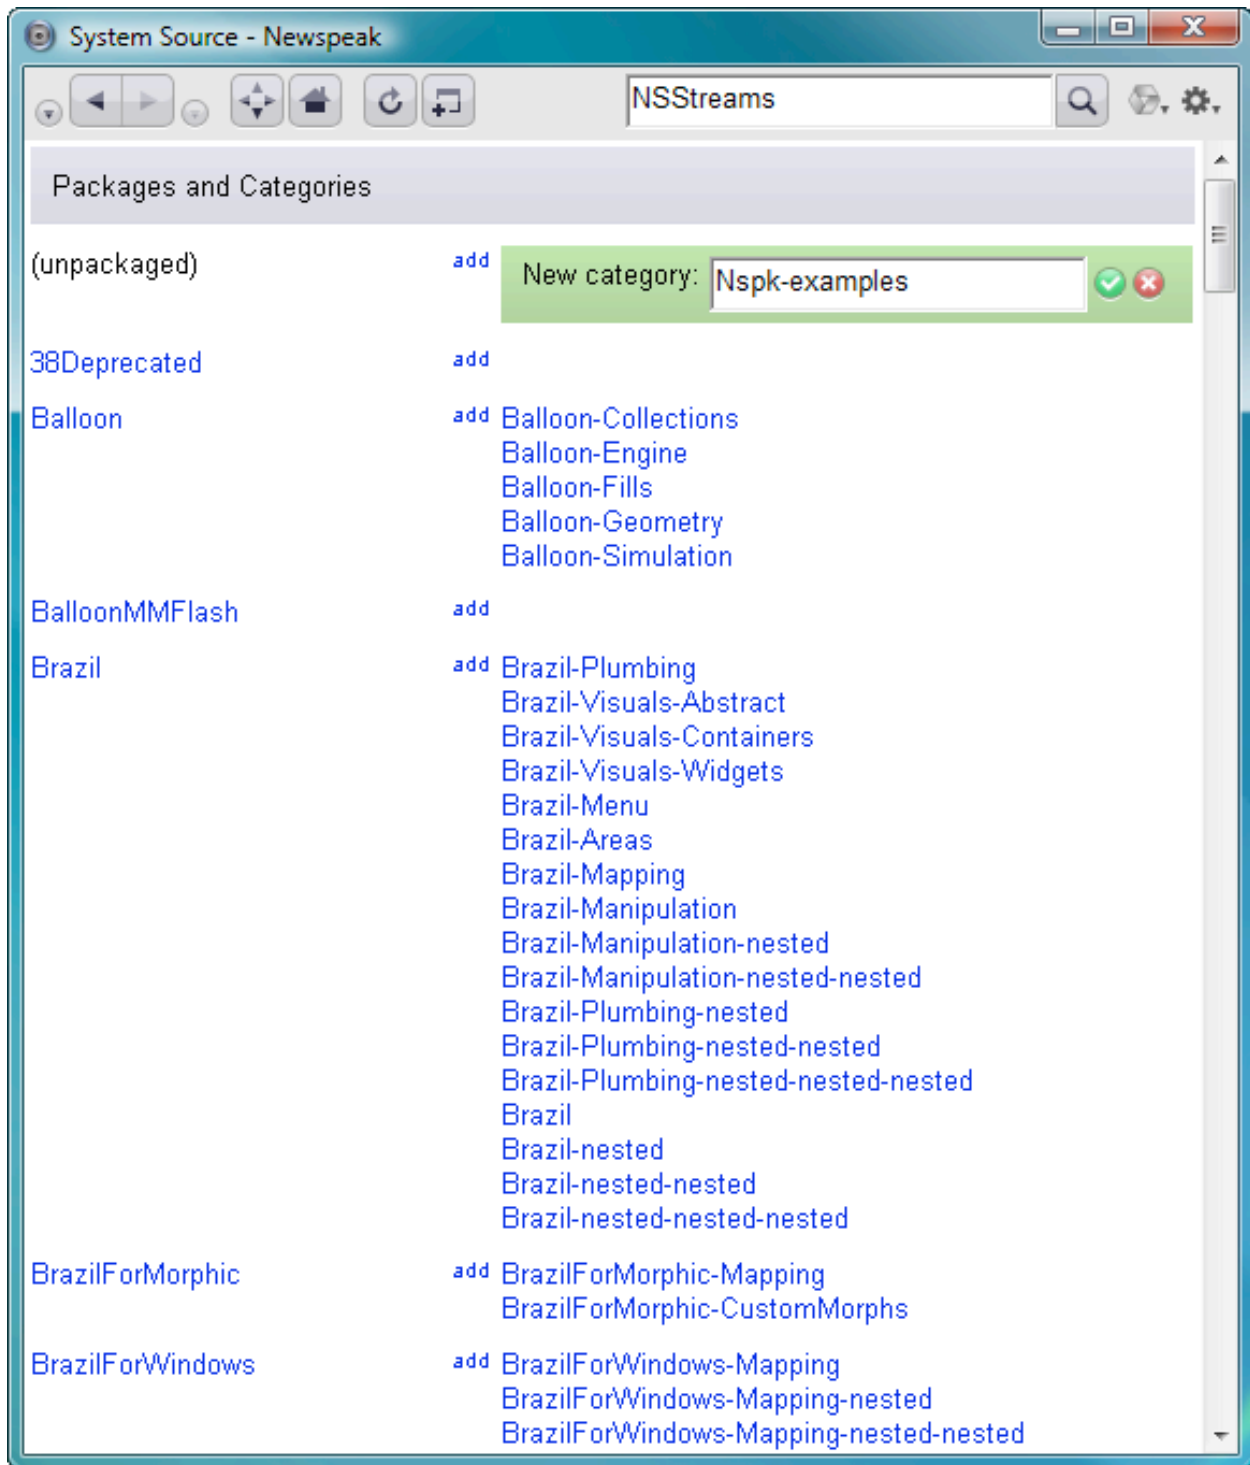 System Source - Newspeak
NSStreams
Packages and Categories
(unpackaged) add New category: Nspk-examples
38Deprecated add
Balloon add Balloon-Collections
Balloon-Engine
Balloon-Fills
Balloon-Geometry
Balloon-Simulation
BalloonMMFlash add
Brazil add Brazil-Plumbing
Brazil-Visuals-Abstract
Brazil-Visuals-Containers
Brazil-Visuals-Widgets
Brazil-Menu
Brazil-Areas
Brazil-Mapping
Brazil-Manipulation
Brazil-Manipulation-nested
Brazil-Manipulation-nested-nested
Brazil-Plumbing-nested
Brazil-Plumbing-nested-nested
Brazil-Plumbing-nested-nested-nested
Brazil
Brazil-nested
Brazil-nested-nested
Brazil-nested-nested-nested
BrazilForMorphic add BrazilForMorphic-Mapping
BrazilForMorphic-CustomMorphs
BrazilForWindows add BrazilForWindows-Mapping
BrazilForWindows-Mapping-nested
BrazilForWindows-Mapping-nested-nested